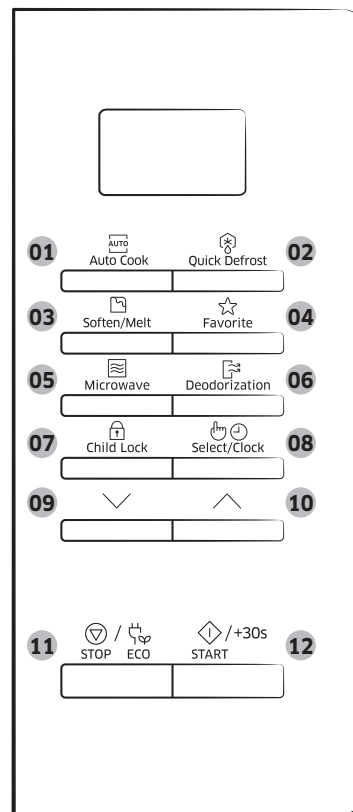 AUTO
01 Auto Cook Quick Defrost 02
03 Soften/Melt Favorite 04
05 Microwave Deodorization 06
07 Child Lock Select/Clock 08
09 10
/ /+30s
11 STOP ECO START 12